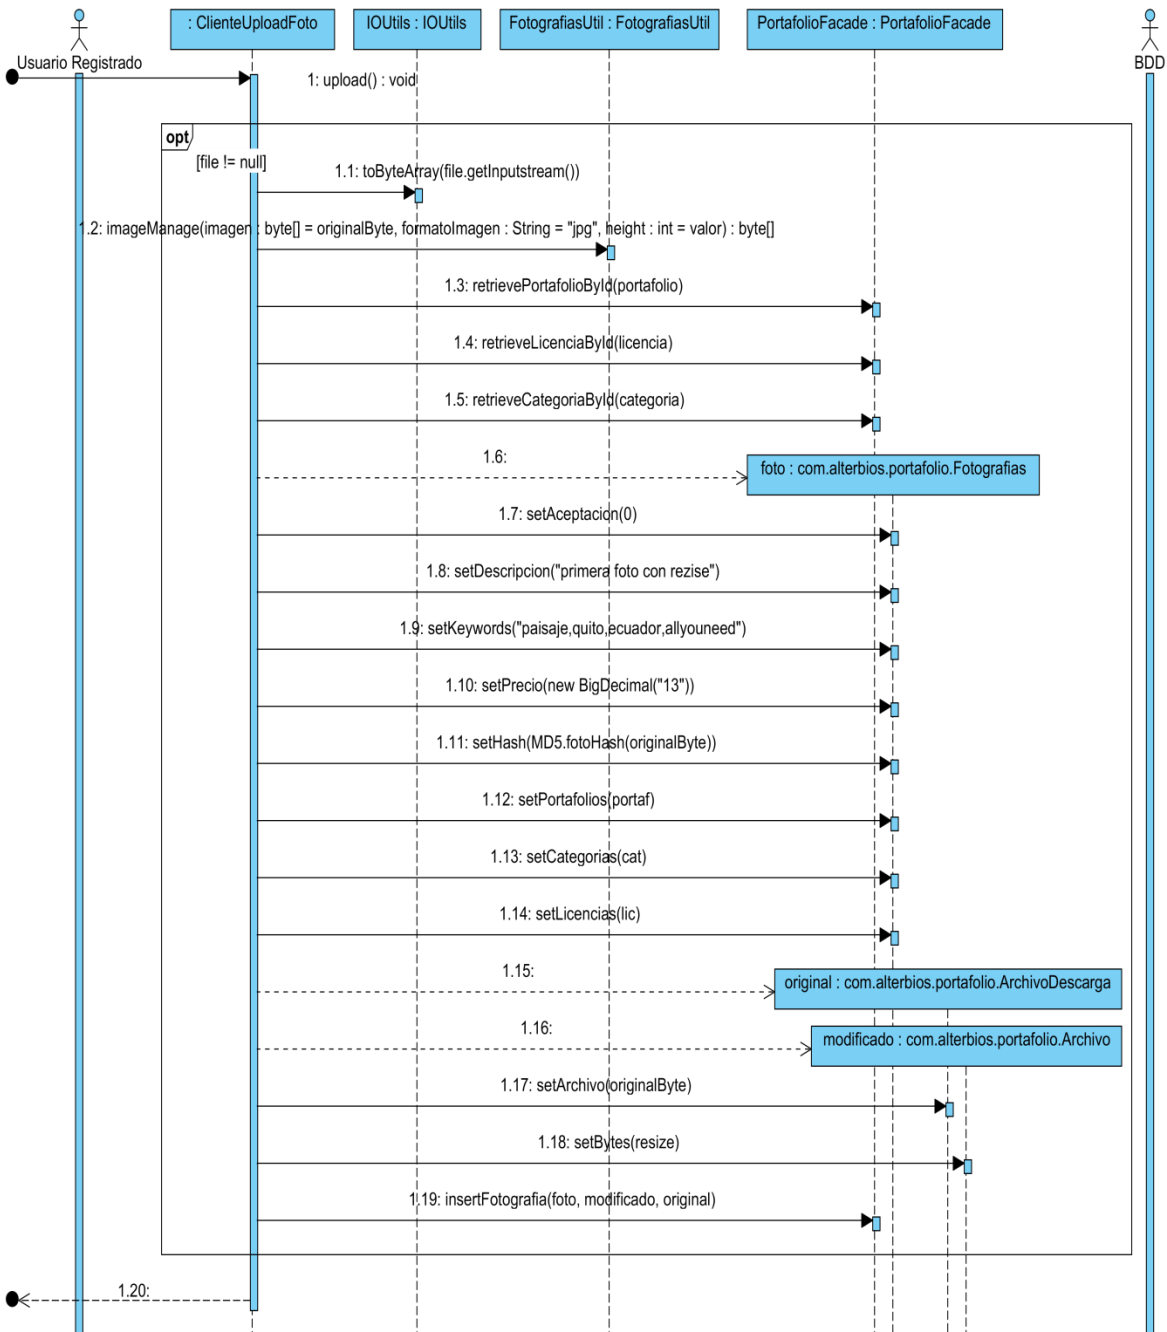 : ClienteUploadFoto
IOUtils : IOUtils
FotografiasUtil : FotografiasUtil
PortafolioFacade : PortafolioFacade
Usuario Registrado
BDD
1: upload() : void
opt
[file != null]
1.1: toByteArray(file.getInputstream())
1.2: imageManage(imagen : byte[] = originalByte, formatoImagen : String = "jpg", height : int = valor) : byte[]
1.3: retrievePortafolioById(portafolio)
1.4: retrieveLicenciaById(licencia)
1.5: retrieveCategoriaById(categoria)
1.6:
foto : com.alterbios.portafolio.Fotografias
1.7: setAceptacion(0)
1.8: setDescripcion("primera foto con rezise")
1.9: setKeywords("paisaje,quito,ecuador,allyouneed")
1.10: setPrecio(new BigDecimal("13"))
1.11: setHash(MD5.fotoHash(originalByte))
1.12: setPortafolios(portaf)
1.13: setCategorias(cat)
1.14: setLicencias(lic)
1.15:
original : com.alterbios.portafolio.ArchivoDescarga
1.16:
modificado : com.alterbios.portafolio.Archivo
1.17: setArchivo(originalByte)
1.18: setBytes(resize)
1.19: insertFotografia(foto, modificado, original)
1.20: